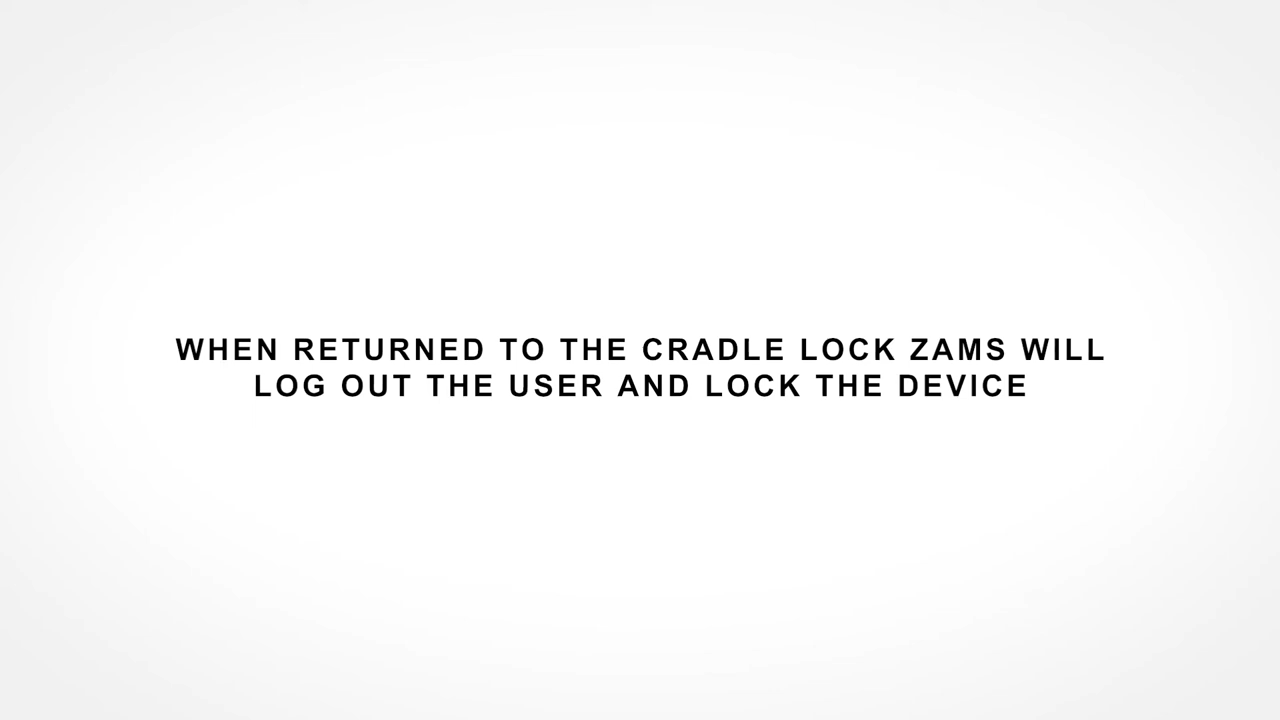 WHEN RETURNED TO THE CRADLE LOCK ZAMS WILL
LOG OUT THE USER AND LOCK THE DEVICE